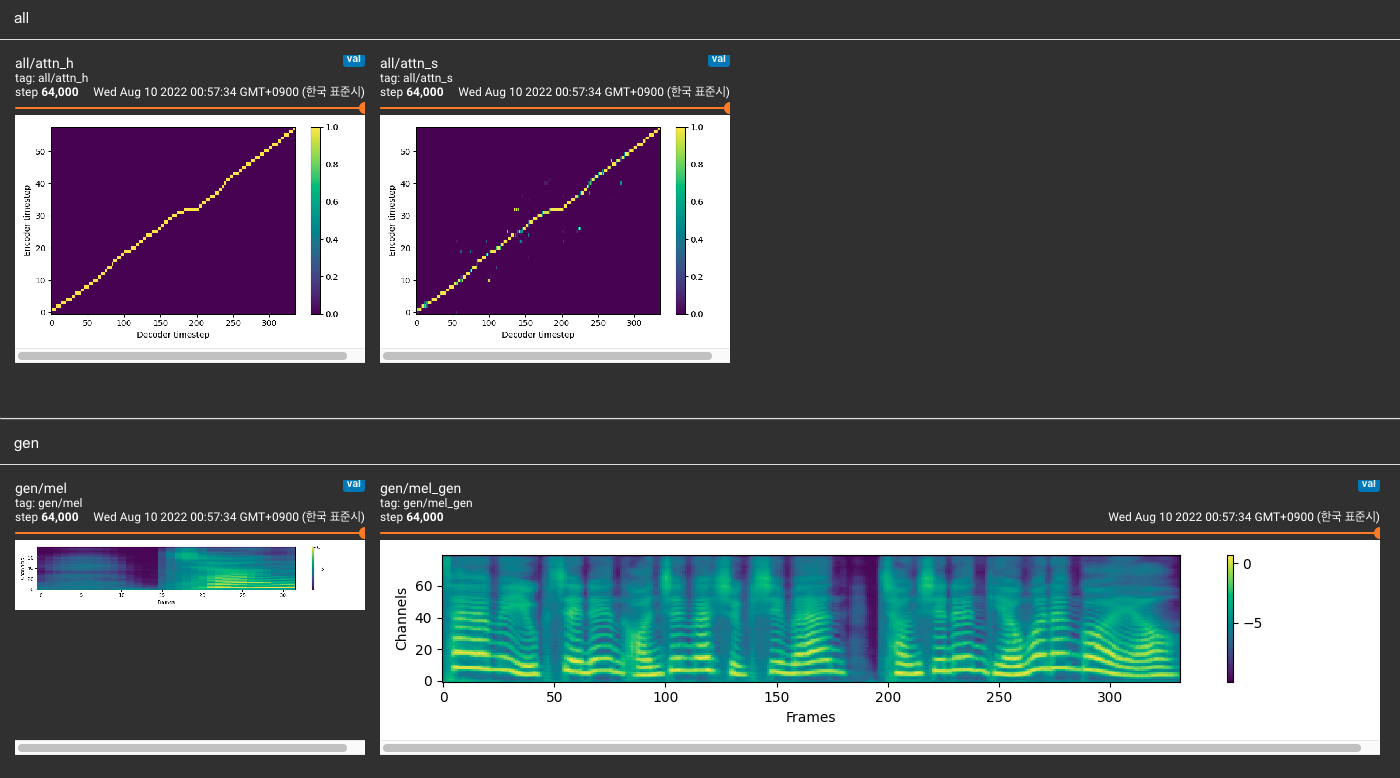 all
all/attn_h
val
tag: all/attn_h
step 64,000 Wed Aug 10 2022 00:57:34 GMT+0900 (한국 표준시)
1.0
0.8
0.6
0.4
0.2
0.0
50
40
30
20
10
0
Encoder timestep
0 50 100 150 200 250 300
Decoder timestep
all/attn_s
val
tag: all/attn_s
step 64,000 Wed Aug 10 2022 00:57:34 GMT+0900 (한국 표준시)
1.0
0.8
0.6
0.4
0.2
0.0
50
40
30
20
10
0
Encoder timestep
0 50 100 150 200 250 300
Decoder timestep
gen
gen/mel
val
tag: gen/mel
step 64,000 Wed Aug 10 2022 00:57:34 GMT+0900 (한국 표준시)
0 5 10 15 20 25 30
Frames
gen/mel_gen
val
tag: gen/mel_gen
step 64,000 Wed Aug 10 2022 00:57:34 GMT+0900 (한국 표준시)
60
40
20
0
Channels
0 50 100 150 200 250 300
Frames
0
−5